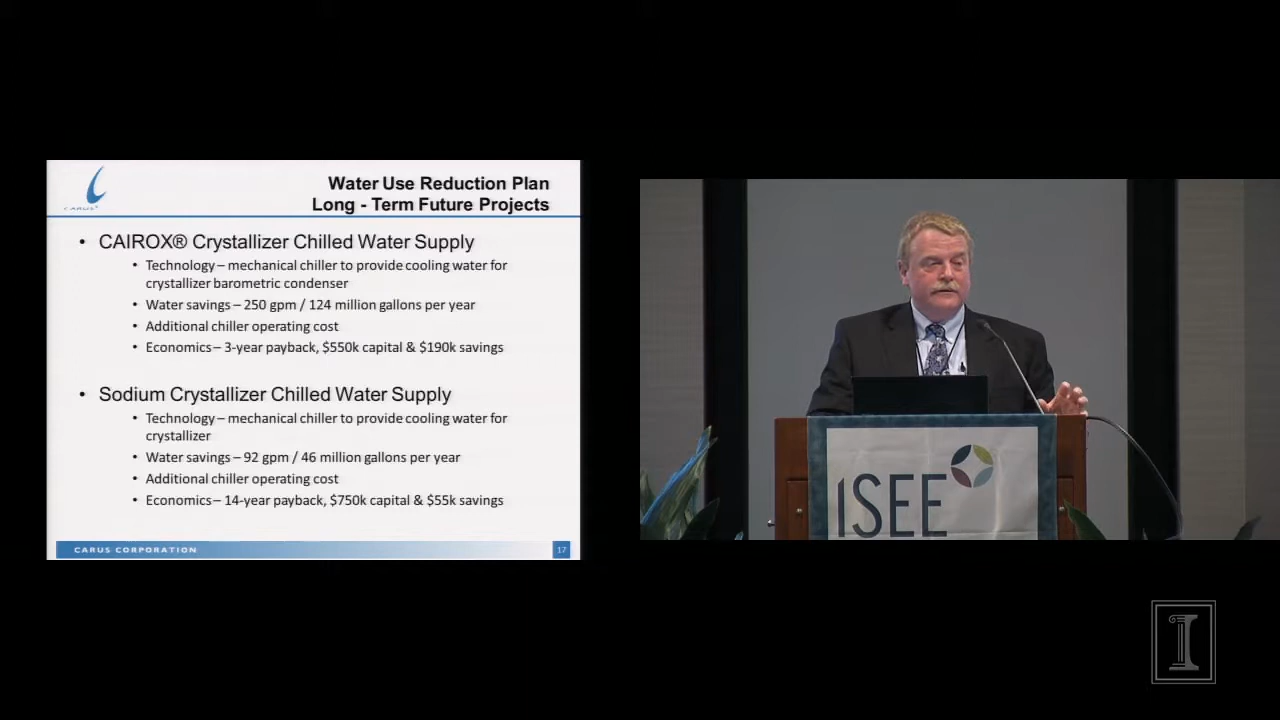 CARUS
Water Use Reduction Plan
Long - Term Future Projects
• CAIROX® Crystallizer Chilled Water Supply
• Technology – mechanical chiller to provide cooling water for
crystallizer barometric condenser
• Water savings – 250 gpm / 124 million gallons per year
• Additional chiller operating cost
• Economics – 3-year payback, $550k capital & $190k savings
• Sodium Crystallizer Chilled Water Supply
• Technology – mechanical chiller to provide cooling water for
crystallizer
• Water savings – 92 gpm / 46 million gallons per year
• Additional chiller operating cost
• Economics – 14-year payback, $750k capital & $55k savings
CARUS CORPORATION
17
ISEE
I